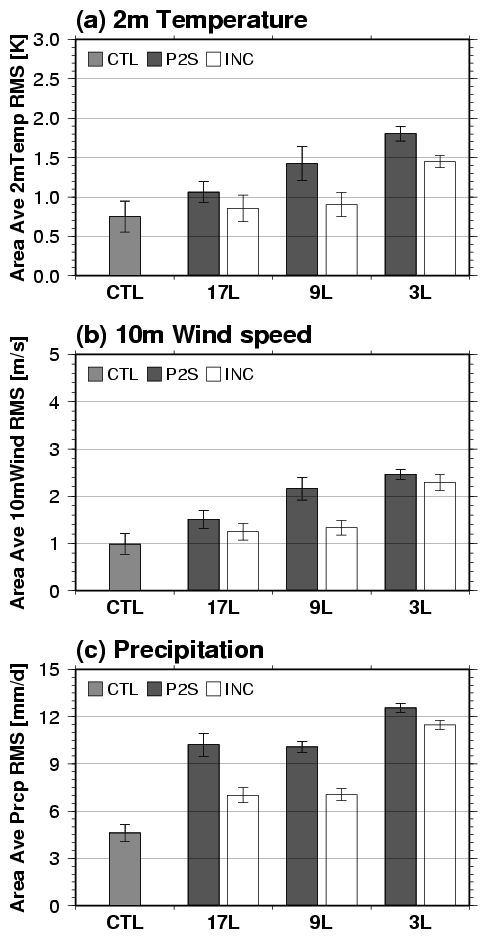 (a) 2m Temperature
Area Ave 2mTemp RMS [K]
3.0
2.5
2.0
1.5
1.0
0.5
0.0
CTL P2S INC
CTL 17L 9L 3L
(b) 10m Wind speed
Area Ave 10mWind RMS [m/s]
5
4
3
2
1
0
CTL P2S INC
CTL 17L 9L 3L
(c) Precipitation
Area Ave Prcp RMS [mm/d]
15
12
9
6
3
0
CTL P2S INC
CTL 17L 9L 3L